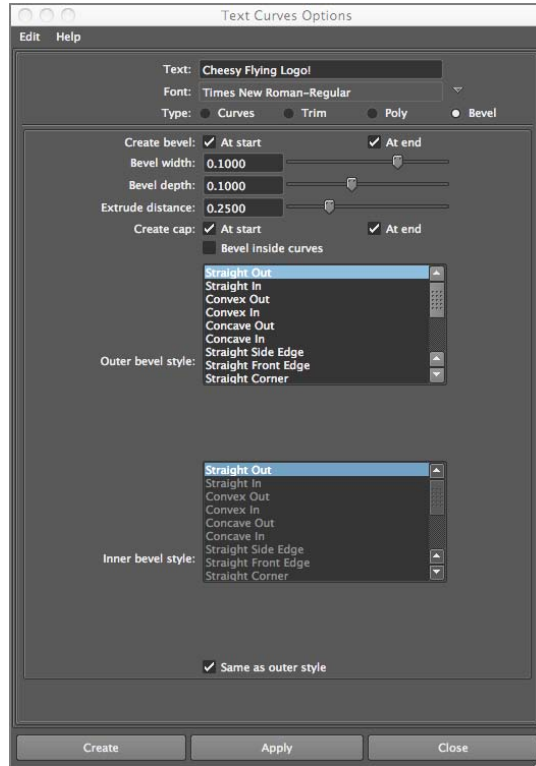 Text Curves Options
Edit Help
Text: Cheesy Flying Logo!
Font: Times New Roman-Regular
Type: Curves Trim Poly Bevel
Create bevel: At start At end
Bevel width: 0.1000
Bevel depth: 0.1000
Extrude distance: 0.2500
Create cap: At start At end
Bevel inside curves
Straight Out
Straight In
Convex Out
Convex In
Concave Out
Concave In
Straight Side Edge
Outer bevel style: Straight Front Edge
Straight Corner
Straight Out
Straight In
Convex Out
Convex In
Concave Out
Concave In
Straight Side Edge
Inner bevel style: Straight Front Edge
Straight Corner
Same as outer style
Create Apply Close